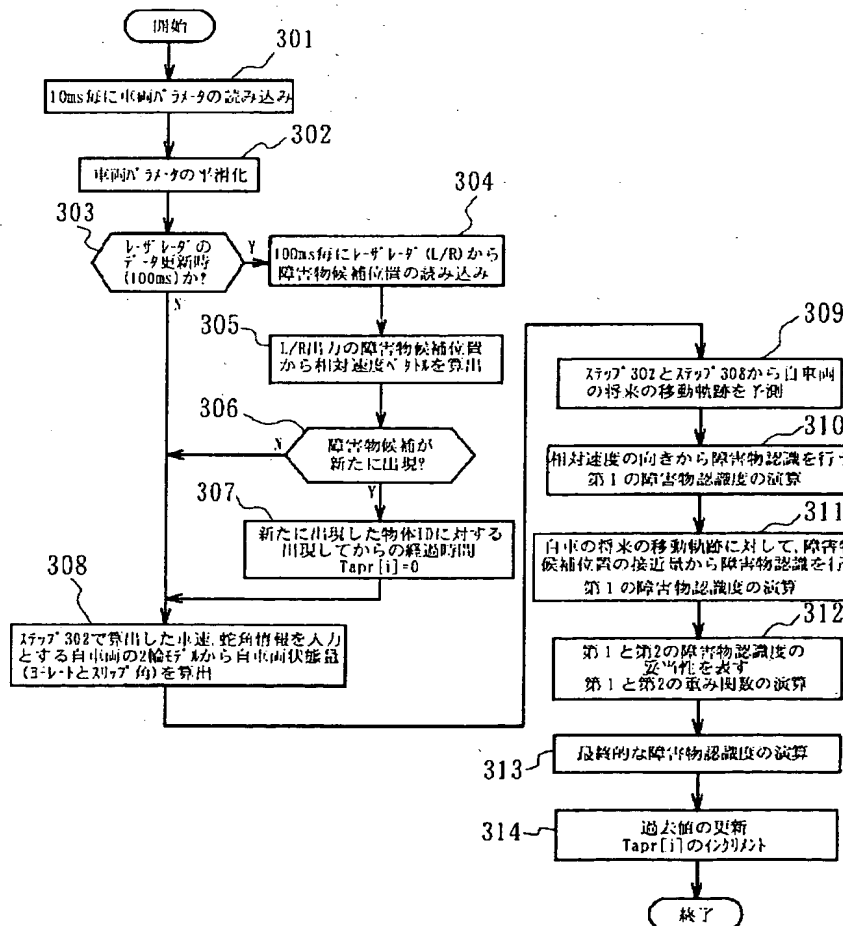 開始
301
10ms毎に車両パラメータの読み込み
302
車両パラメータの平滑化
303
レーザレーダの
データ更新時
(100ms)か?
Y
N
304
100ms毎にレーザレーダ(L/R)から
障害物候補位置の読み込み
305
L/R出力の障害物候補位置
から相対速度ベクトルを算出
306
障害物候補が
新たに出現?
N
Y
307
新たに出現した物体IDに対する
出現してからの経過時間
Tapr[i]=0
308
ステップ302で算出した車速、蛇角情報を入力
とする自車両の2輪モデルから自車両状態量
(ヨーレートとスリップ角)を算出
309
ステップ302とステップ308から自車両
の将来の移動軌跡を予測
310
相対速度の向きから障害物認識を行
第1の障害物認識度の演算
311
自車の将来の移動軌跡に対して、障害
候補位置の接近量から障害物認識を行
第1の障害物認識度の演算
312
第1と第2の障害物認識度の
妥当性を表す
第1と第2の重み関数の演算
313
最終的な障害物認識度の演算
314
過去値の更新
Tapr[i]のインクリメント
終了